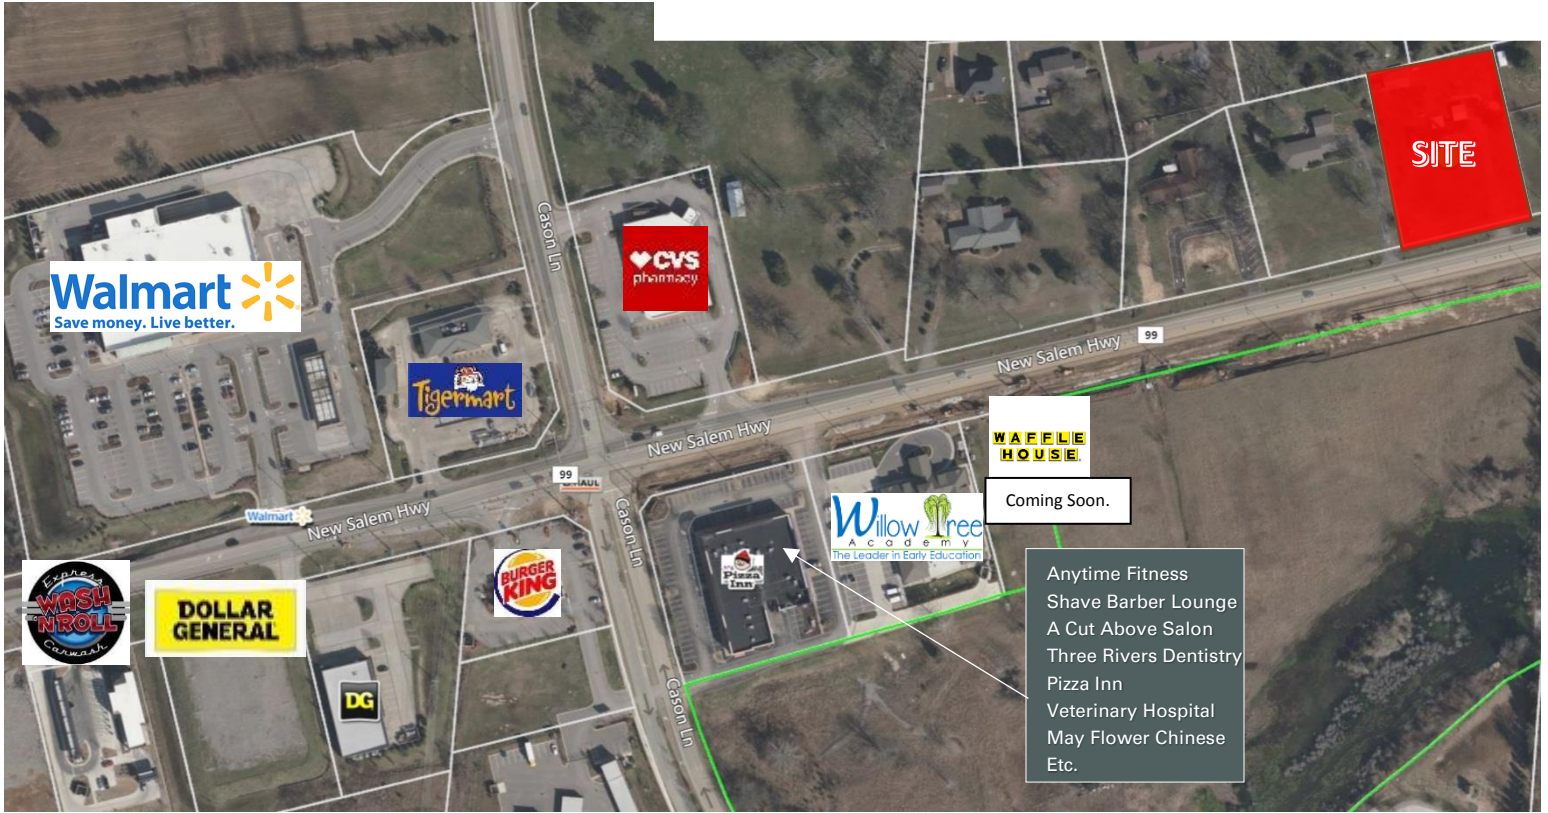 SITE
Cason Ln
CVS
pharmacy
Walmart
Save money. Live better.
99
New Salem Hwy
Tigermart
New Salem Hwy
WAFFLE
HOUSE
Coming Soon.
99
Walmart
New Salem Hwy
Cason Ln
Willow Tree
Academy
The Leader in Early Education
Pizza
Inn
BURGER
KING
Express
WASH
'N ROLL
Carwash
DOLLAR
GENERAL
DG
Cason Ln
Anytime Fitness
Shave Barber Lounge
A Cut Above Salon
Three Rivers Dentistry
Pizza Inn
Veterinary Hospital
May Flower Chinese
Etc.